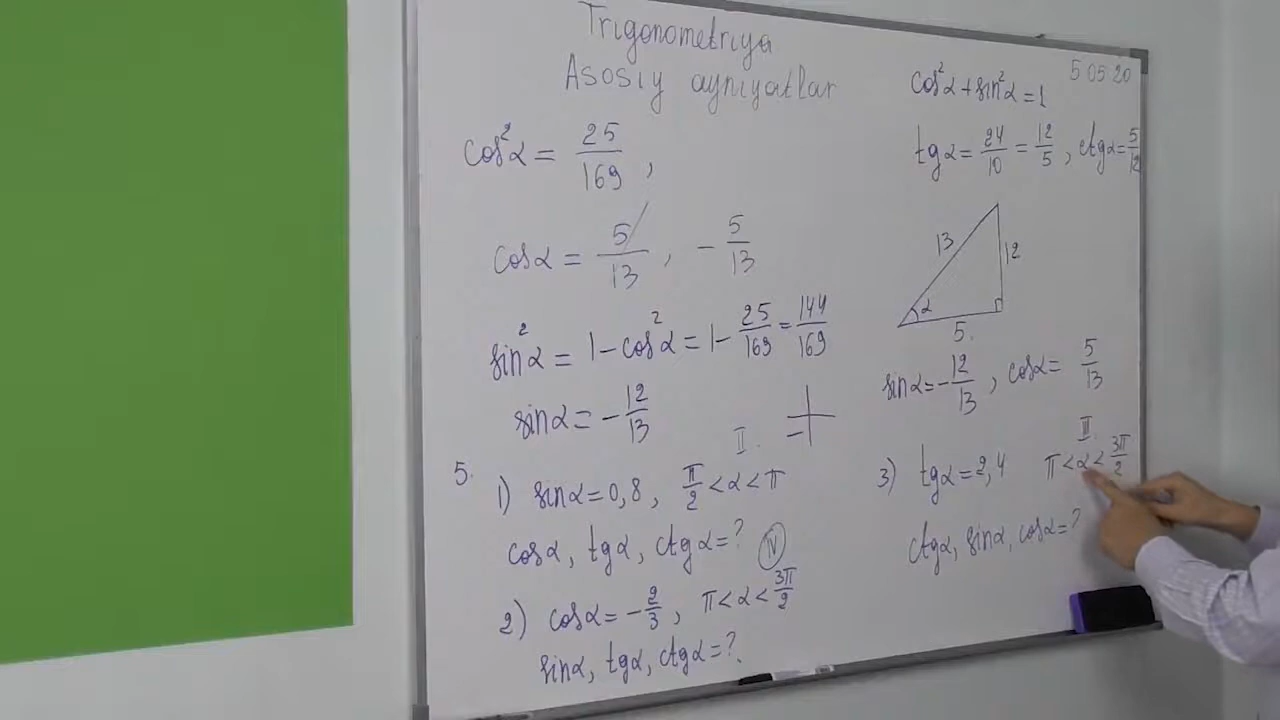 Trigonometriya
Asosiy ayniyatlar
5 05 20
cos²α + sin²α = 1
tgα = 24/10 = 12/5, ctgα = 5/12
cos²α = 25/169,
cosα = 5/13, - 5/13
sin²α = 1 - cos²α = 1 - 25/169 = 144/169
sinα = - 12/13
13
12
α
5.
sinα = - 12/13, cosα = 5/13
5.
II.
1) sinα = 0,8, π/2 < α < π
cosα, tgα, ctgα = ?
IV
2) cosα = - 2/3, π < α < 3π/2
sinα, tgα, ctgα = ?
II
3) tgα = 2,4 π < α < 3π/2
ctgα, sinα, cosα = ?